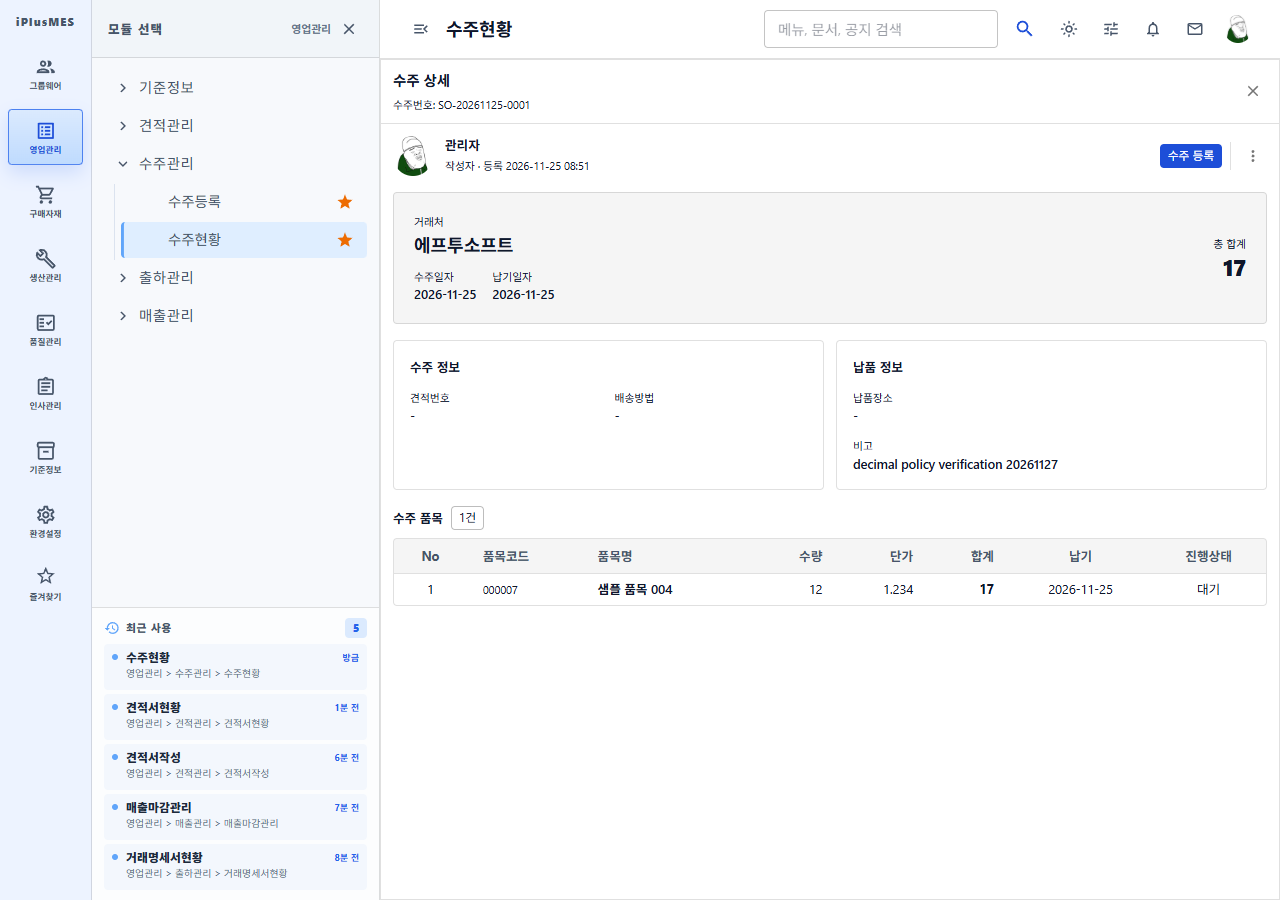 iPlusMES
그룹웨어
영업관리
구매자재
생산관리
품질관리
인사관리
기준정보
환경설정
즐겨찾기
모듈 선택 영업관리
기준정보
견적관리
수주관리
수주등록
수주현황
출하관리
매출관리
최근 사용 5
수주현황 방금
영업관리 > 수주관리 > 수주현황
견적서현황 1분 전
영업관리 > 견적관리 > 견적서현황
견적서작성 6분 전
영업관리 > 견적관리 > 견적서작성
매출마감관리 7분 전
영업관리 > 매출관리 > 매출마감관리
거래명세서현황 8분 전
영업관리 > 출하관리 > 거래명세서현황
수주현황 메뉴, 문서, 공지 검색
수주 상세
수주번호: SO-20261125-0001
관리자
작성자 · 등록 2026-11-25 08:51
수주 등록
거래처
에프투소프트
수주일자 납기일자
2026-11-25 2026-11-25
총 합계
17
수주 정보
견적번호 배송방법
- -
납품 정보
납품장소
-
비고
decimal policy verification 20261127
수주 품목 1건
No 품목코드 품목명 수량 단가 합계 납기 진행상태
1 000007 샘플 품목 004 12 1.234 17 2026-11-25 대기